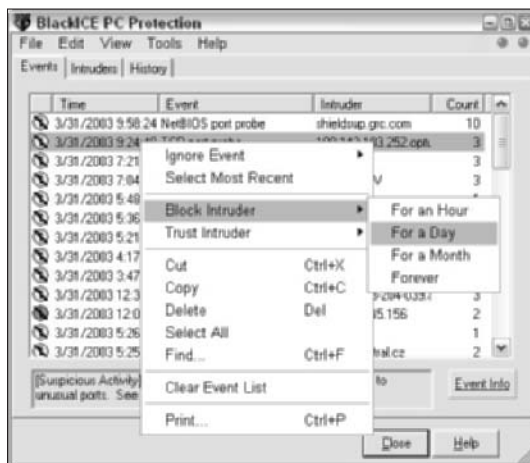 BlackICE PC Protection
File Edit View Tools Help
Events Intruders History
Time Event Intruder Count
3/31/2003 9:58:24 NetBIOS port probe shieldsup.grc.com 10
3/31/2003 9:24 TCP port probe 3
3/31/2003 7:21 3
3/31/2003 7:04 3
3/31/2003 5:48
3/31/2003 5:36
3/31/2003 5:21
3/31/2003 4:17
3/31/2003 3:47
3/31/2003 12:3 3
3/31/2003 12:0 5.156 2
3/31/2003 5:26 1
3/31/2003 5:25 2
Ignore Event
Select Most Recent
Block Intruder
Trust Intruder
Cut Ctrl+X
Copy Ctrl+C
Delete Del
Select All
Find... Ctrl+F
Clear Event List
Print... Ctrl+P
For an Hour
For a Day
For a Month
Forever
[Suspicious Activity] to
unusual ports. See
Event Info
Close Help